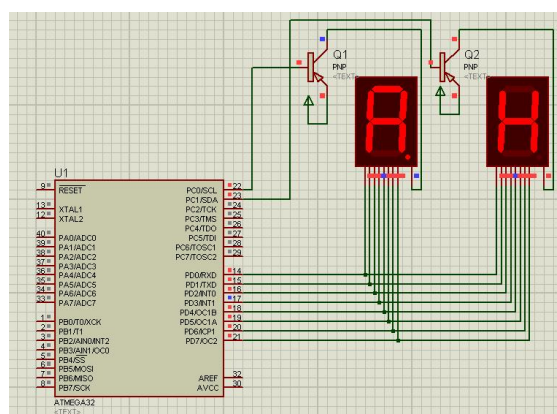 Q1
PNP
<TEXT>
Q2
PNP
<TEXT>
U1
9 RESET
13 XTAL1
12 XTAL2
40 PA0/ADC0
39 PA1/ADC1
38 PA2/ADC2
37 PA3/ADC3
36 PA4/ADC4
35 PA5/ADC5
34 PA6/ADC6
33 PA7/ADC7
1 PB0/T0/XCK
2 PB1/T1
3 PB2/AIN0/INT2
4 PB3/AIN1/OC0
5 PB4/SS
6 PB5/MOSI
7 PB6/MISO
8 PB7/SCK
PC0/SCL 22
PC1/SDA 23
PC2/TCK 24
PC3/TMS 25
PC4/TDO 26
PC5/TDI 27
PC6/TOSC1 28
PC7/TOSC2 29
PD0/RXD 14
PD1/TXD 15
PD2/INT0 16
PD3/INT1 17
PD4/OC1B 18
PD5/OC1A 19
PD6/ICP1 20
PD7/OC2 21
AREF 32
AVCC 30
ATMEGA32
<TEXT>